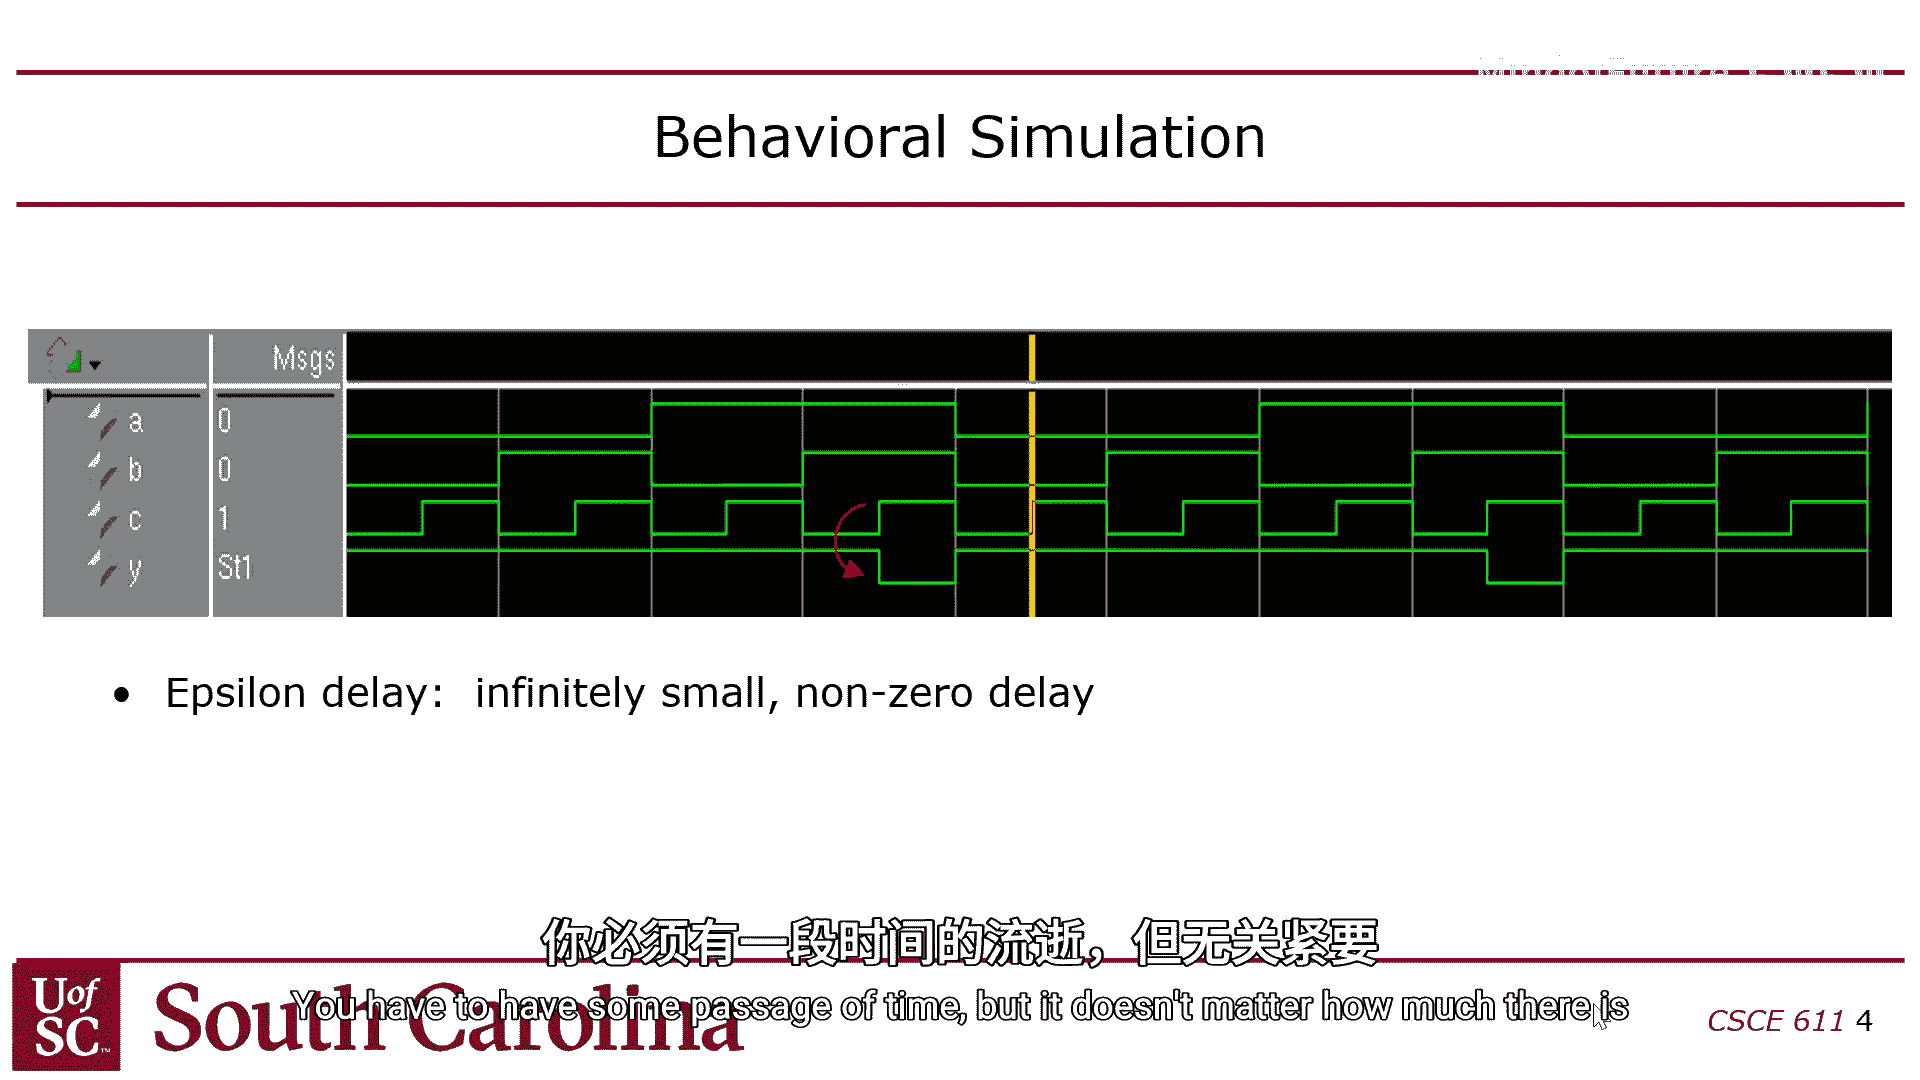 Behavioral Simulation
Msgs
a 0
b 0
c 1
y St1
• Epsilon delay: infinitely small, non-zero delay
你必须有一段时间的流逝，但无关紧要
You have to have some passage of time, but it doesn't matter how much there is
UofSC™
South Carolina
CSCE 611 4